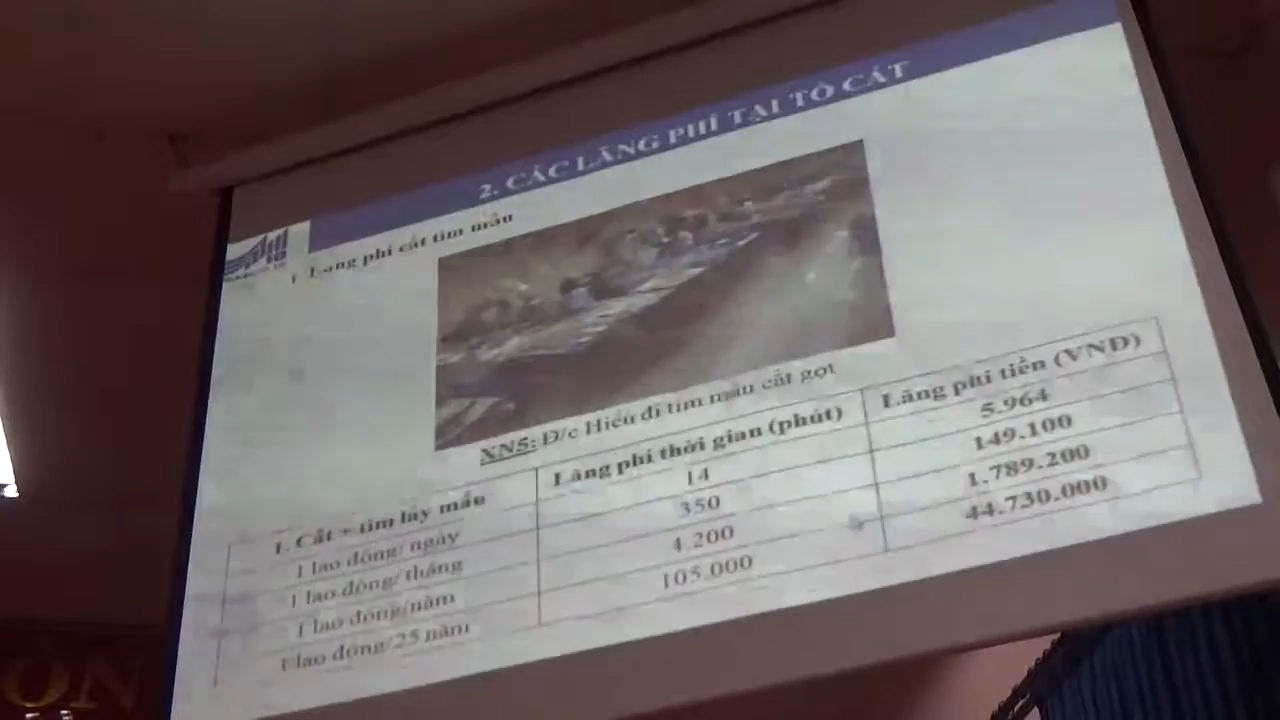 2. CÁC LÃNG PHÍ TẠI TỔ CẮT
1 Lãng phí cắt tìm mẫu
XN5: Đ/c Hiếu đi tìm mẫu cắt gọt
1. Cắt + tìm lấy mẫu Lãng phí thời gian (phút) Lãng phí tiền (VNĐ)
1 lao động/ ngày 14 5.964
1 lao động/ tháng 350 149.100
1 lao động/năm 4.200 1.789.200
1 lao động/25 năm 105.000 44.730.000
ÔN